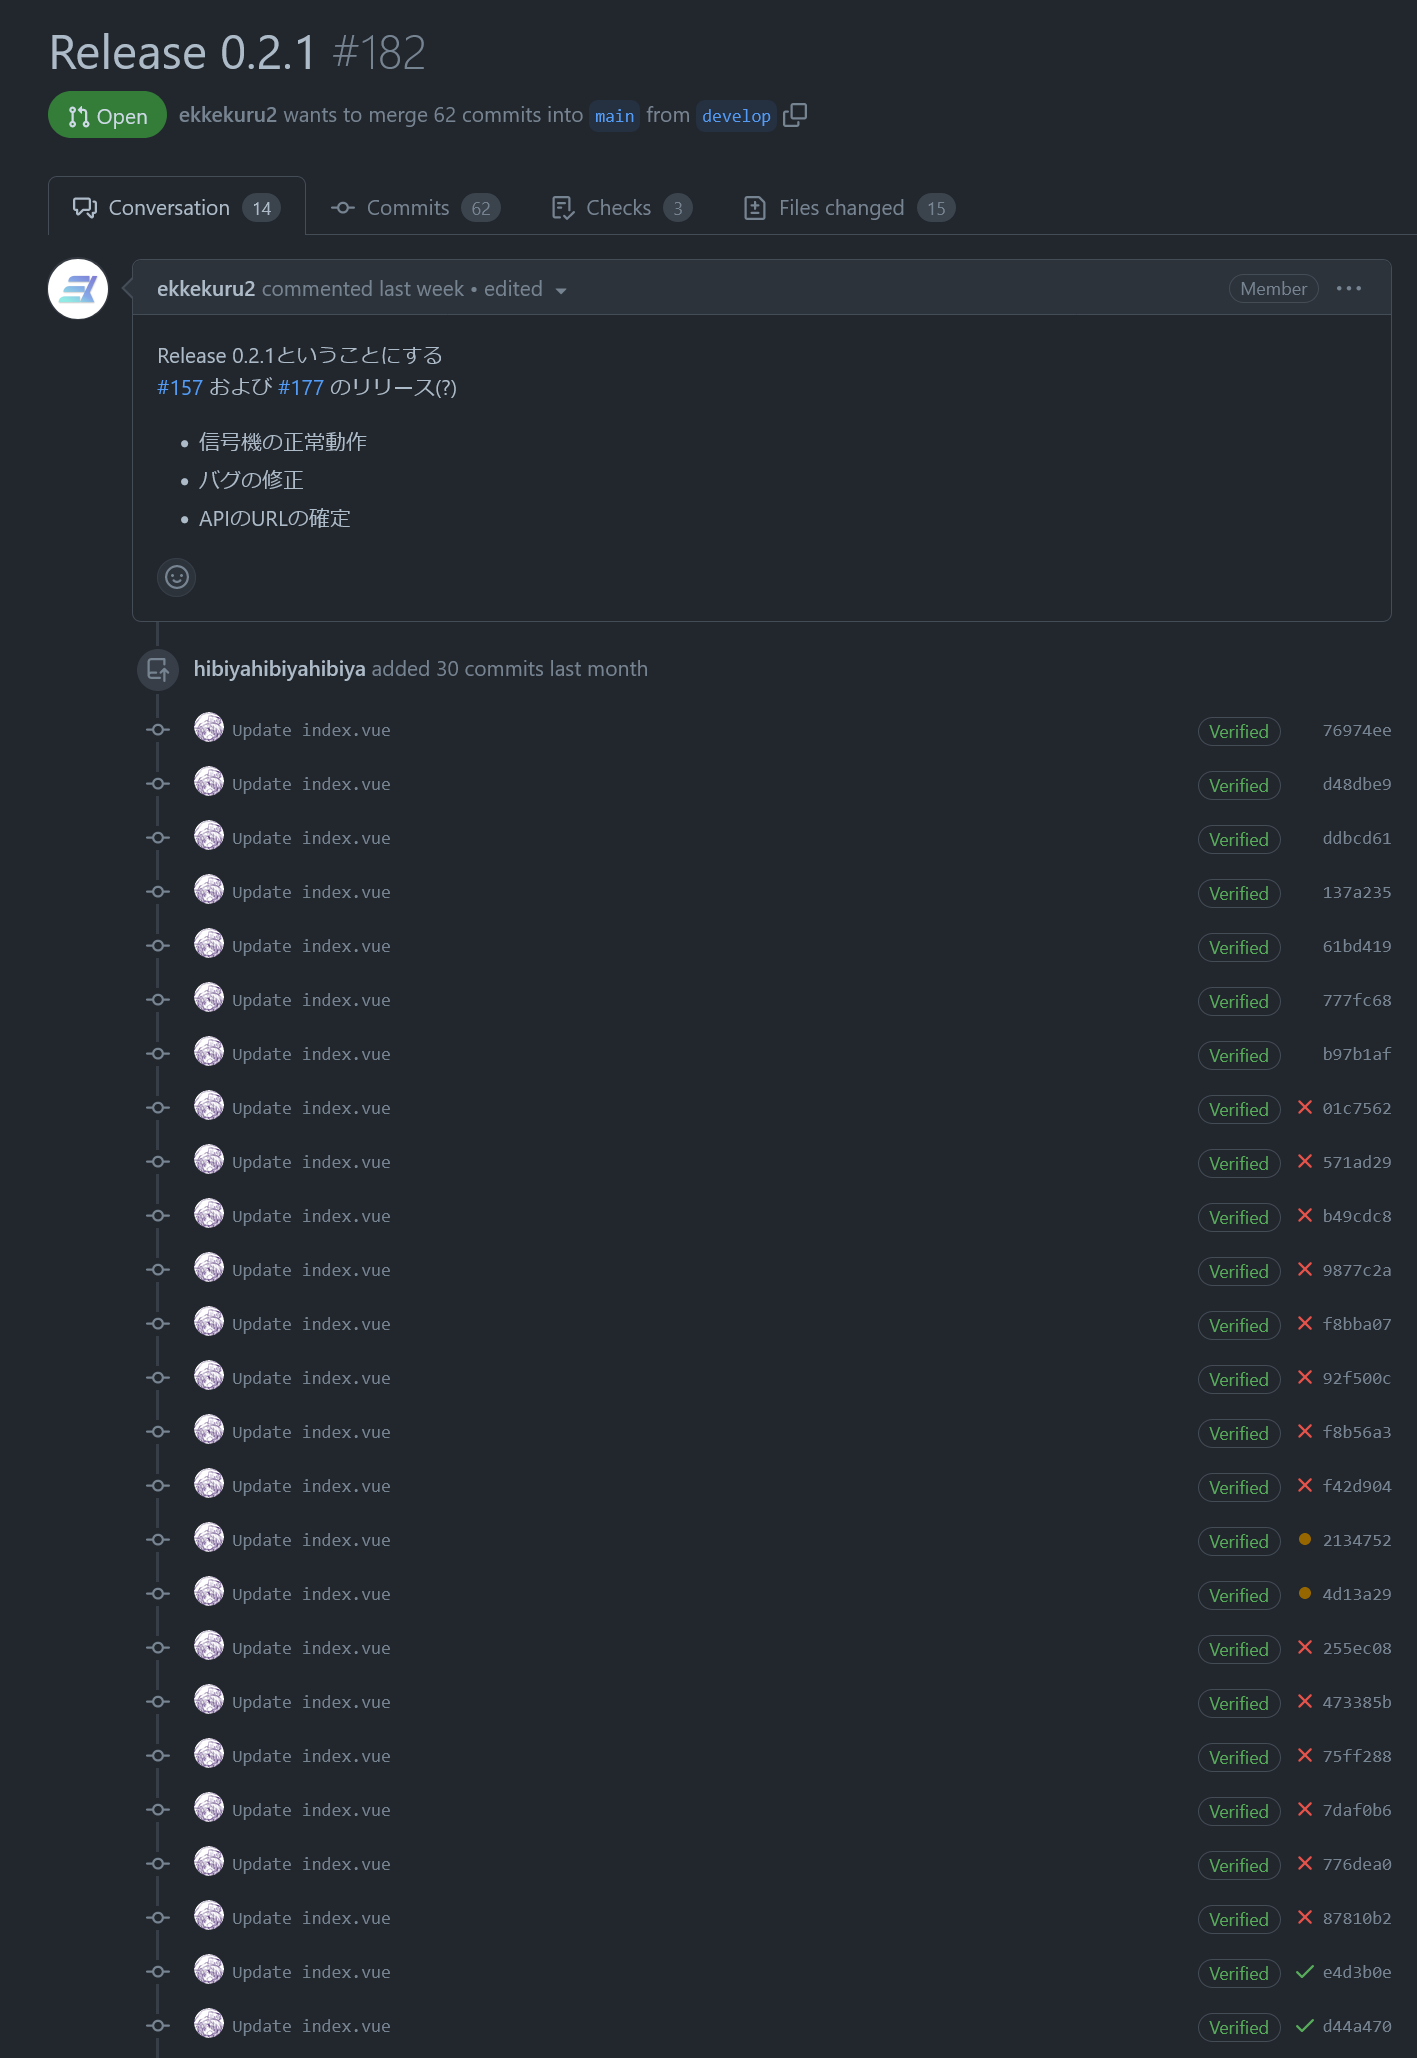 Release 0.2.1 #182
Open ekkekuru2 wants to merge 62 commits into main from develop
Conversation 14 Commits 62 Checks 3 Files changed 15
ekkekuru2 commented last week • edited Member
Release 0.2.1ということにする
#157 および #177 のリリース(?)
• 信号機の正常動作
• バグの修正
• APIのURLの確定
hibiyahibiyahibiya added 30 commits last month
Update index.vue Verified 76974ee
Update index.vue Verified d48dbe9
Update index.vue Verified ddbcd61
Update index.vue Verified 137a235
Update index.vue Verified 61bd419
Update index.vue Verified 777fc68
Update index.vue Verified b97b1af
Update index.vue Verified 01c7562
Update index.vue Verified 571ad29
Update index.vue Verified b49cdc8
Update index.vue Verified 9877c2a
Update index.vue Verified f8bba07
Update index.vue Verified 92f500c
Update index.vue Verified f8b56a3
Update index.vue Verified f42d904
Update index.vue Verified 2134752
Update index.vue Verified 4d13a29
Update index.vue Verified 255ec08
Update index.vue Verified 473385b
Update index.vue Verified 75ff288
Update index.vue Verified 7daf0b6
Update index.vue Verified 776dea0
Update index.vue Verified 87810b2
Update index.vue Verified e4d3b0e
Update index.vue Verified d44a470